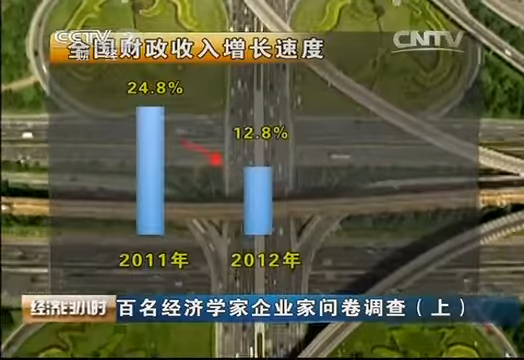 CCTV
CNTV
全国财政收入增长速度
24.8%
12.8%
2011年
2012年
经济半小时
百名经济学家企业家问卷调查（上）